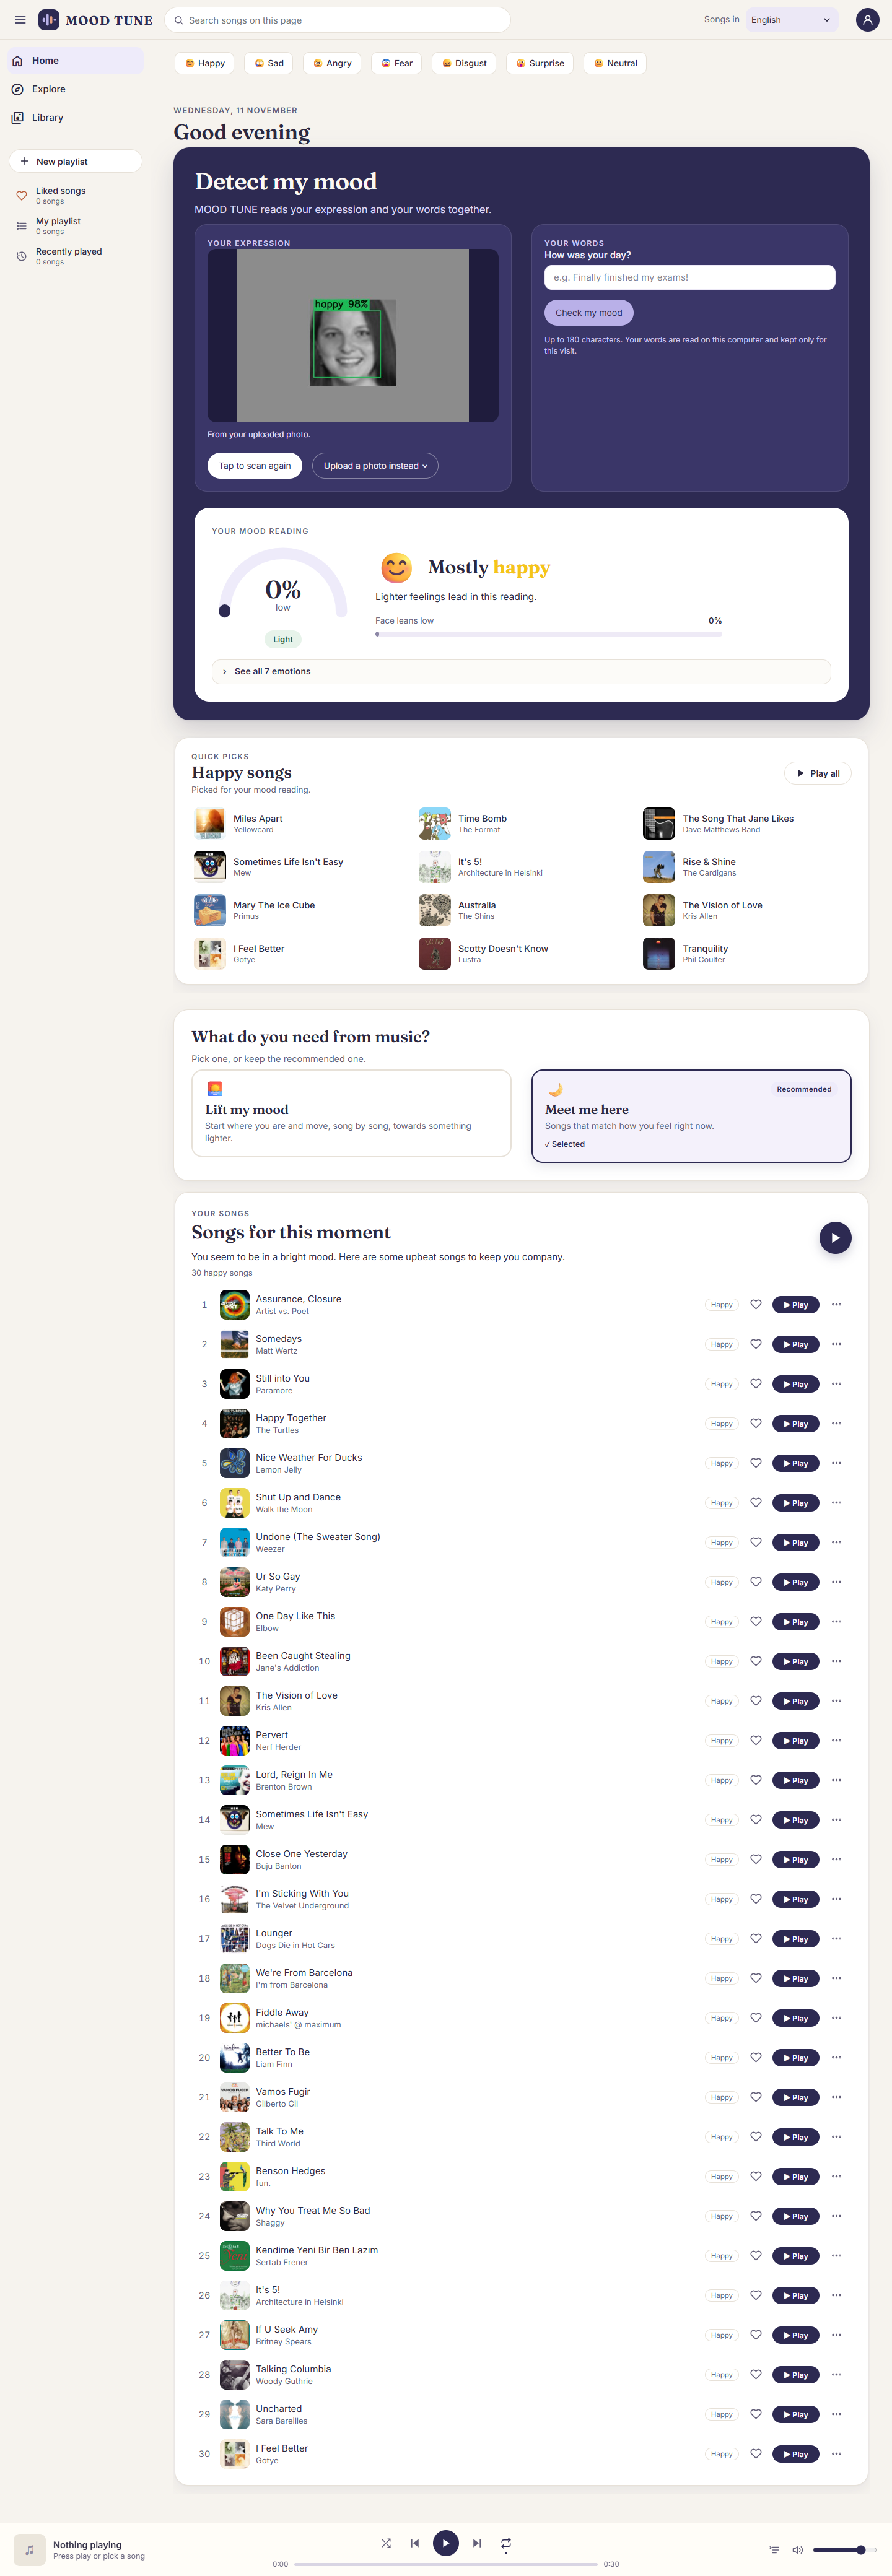 MOOD TUNE
Search songs on this page
Songs in
English
Home
Explore
Library
New playlist
Liked songs
0 songs
My playlist
0 songs
Recently played
0 songs
Happy
Sad
Angry
Fear
Disgust
Surprise
Neutral
WEDNESDAY, 11 NOVEMBER
Good evening
Detect my mood
MOOD TUNE reads your expression and your words together.
YOUR EXPRESSION
happy 98%
From your uploaded photo.
Tap to scan again
Upload a photo instead
YOUR WORDS
How was your day?
e.g. Finally finished my exams!
Check my mood
Up to 180 characters. Your words are read on this computer and kept only for
this visit.
YOUR MOOD READING
0%
low
Light
Mostly happy
Lighter feelings lead in this reading.
Face leans low
0%
See all 7 emotions
QUICK PICKS
Happy songs
Picked for your mood reading.
Play all
Miles Apart
Yellowcard
Time Bomb
The Format
The Song That Jane Likes
Dave Matthews Band
Sometimes Life Isn't Easy
Mew
It's 5!
Architecture in Helsinki
Rise & Shine
The Cardigans
Mary The Ice Cube
Primus
Australia
The Shins
The Vision of Love
Kris Allen
I Feel Better
Gotye
Scotty Doesn't Know
Lustra
Tranquility
Phil Coulter
What do you need from music?
Pick one, or keep the recommended one.
Lift my mood
Start where you are and move, song by song, towards something
lighter.
Recommended
Meet me here
Songs that match how you feel right now.
✓ Selected
YOUR SONGS
Songs for this moment
You seem to be in a bright mood. Here are some upbeat songs to keep you company.
30 happy songs
1
Assurance, Closure
Artist vs. Poet
Happy
Play
2
Somedays
Matt Wertz
Happy
Play
3
Still into You
Paramore
Happy
Play
4
Happy Together
The Turtles
Happy
Play
5
Nice Weather For Ducks
Lemon Jelly
Happy
Play
6
Shut Up and Dance
Walk the Moon
Happy
Play
7
Undone (The Sweater Song)
Weezer
Happy
Play
8
Ur So Gay
Katy Perry
Happy
Play
9
One Day Like This
Elbow
Happy
Play
10
Been Caught Stealing
Jane's Addiction
Happy
Play
11
The Vision of Love
Kris Allen
Happy
Play
12
Pervert
Nerf Herder
Happy
Play
13
Lord, Reign In Me
Brenton Brown
Happy
Play
14
Sometimes Life Isn't Easy
Mew
Happy
Play
15
Close One Yesterday
Buju Banton
Happy
Play
16
I'm Sticking With You
The Velvet Underground
Happy
Play
17
Lounger
Dogs Die in Hot Cars
Happy
Play
18
We're From Barcelona
I'm from Barcelona
Happy
Play
19
Fiddle Away
michaels' @ maximum
Happy
Play
20
Better To Be
Liam Finn
Happy
Play
21
Vamos Fugir
Gilberto Gil
Happy
Play
22
Talk To Me
Third World
Happy
Play
23
Benson Hedges
fun.
Happy
Play
24
Why You Treat Me So Bad
Shaggy
Happy
Play
25
Kendime Yeni Bir Ben Lazım
Sertab Erener
Happy
Play
26
It's 5!
Architecture in Helsinki
Happy
Play
27
If U Seek Amy
Britney Spears
Happy
Play
28
Talking Columbia
Woody Guthrie
Happy
Play
29
Uncharted
Sara Bareilles
Happy
Play
30
I Feel Better
Gotye
Happy
Play
Nothing playing
Press play or pick a song
0:00
0:30